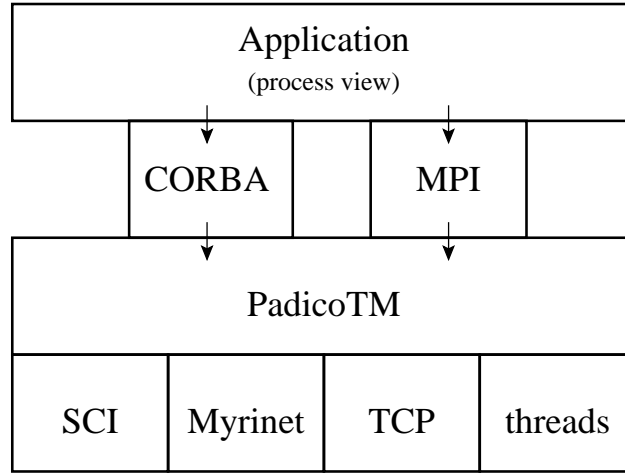 Application
(process view)
CORBA MPI
PadicoTM
SCI Myrinet TCP threads